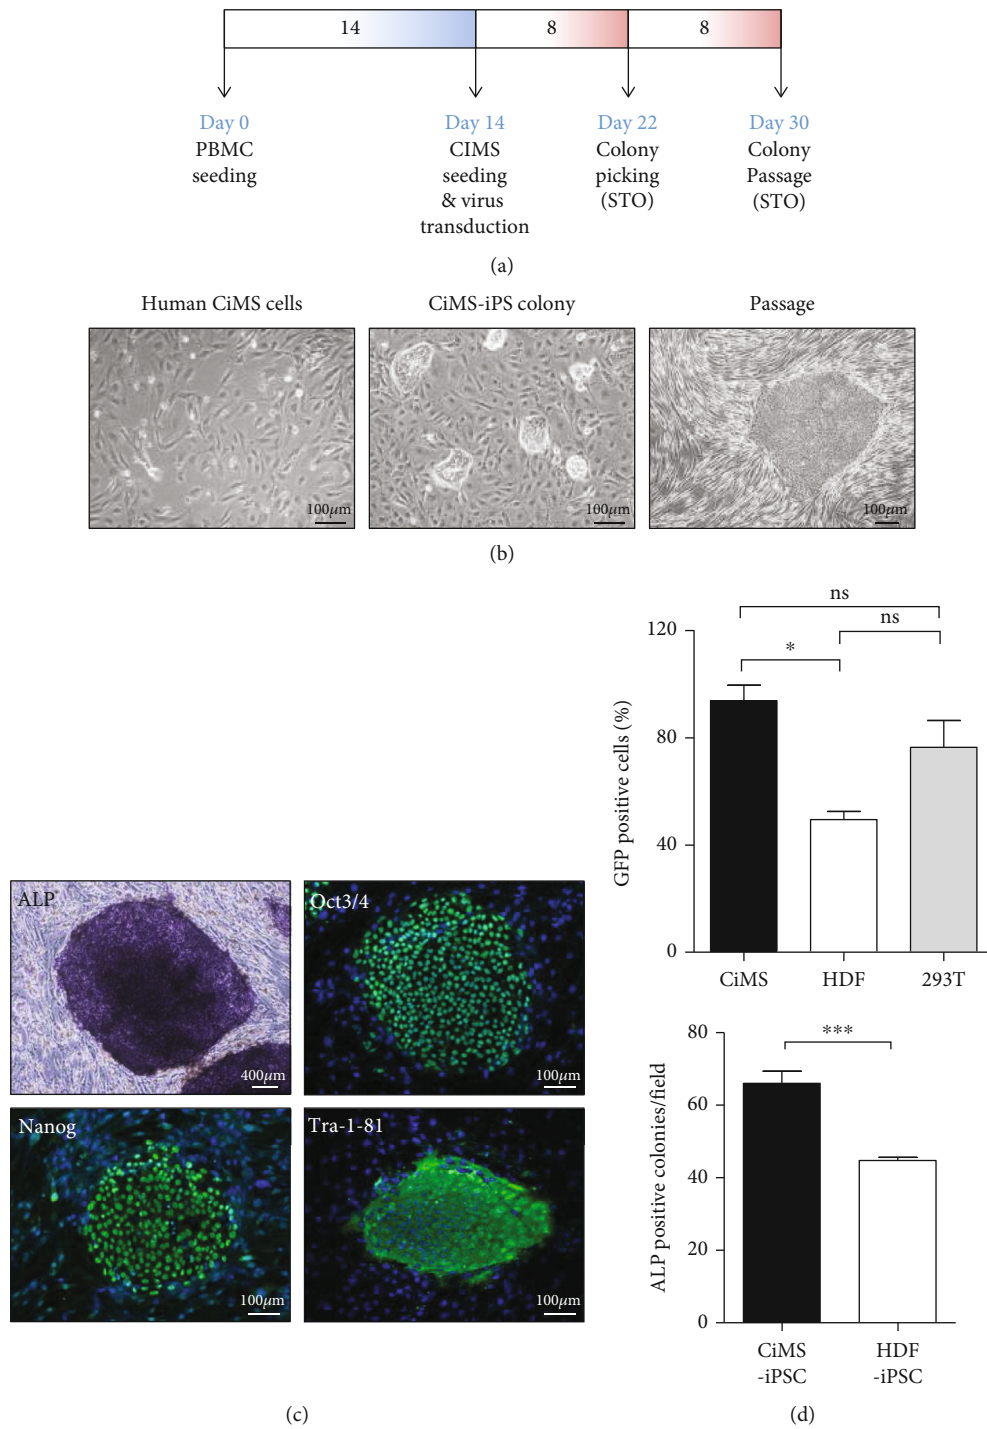 14
8
8
Day 0
PBMC
seeding
Day 14
CIMS
seeding
& virus
transduction
Day 22
Colony
picking
(STO)
Day 30
Colony
Passage
(STO)
(a)
Human CiMS cells
CiMS-iPS colony
Passage
100μm
100μm
100μm
(b)
ALP
400μm
Oct3/4
100μm
Nanog
100μm
Tra-1-81
100μm
(c)
ns
ns
*
GFP positive cells (%)
120
80
40
0
CiMS
HDF
293T
***
ALP positive colonies/field
80
60
40
20
0
CiMS
-iPSC
HDF
-iPSC
(d)